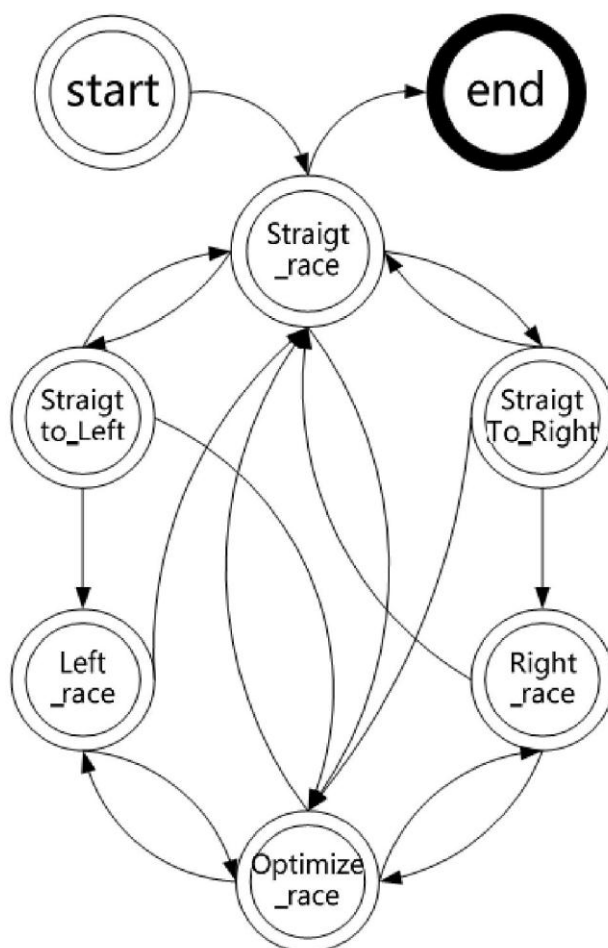 start
end
Straigt
_race
Straigt
to_Left
Straigt
To_Right
Left
_race
Right
_race
Optimize
_race